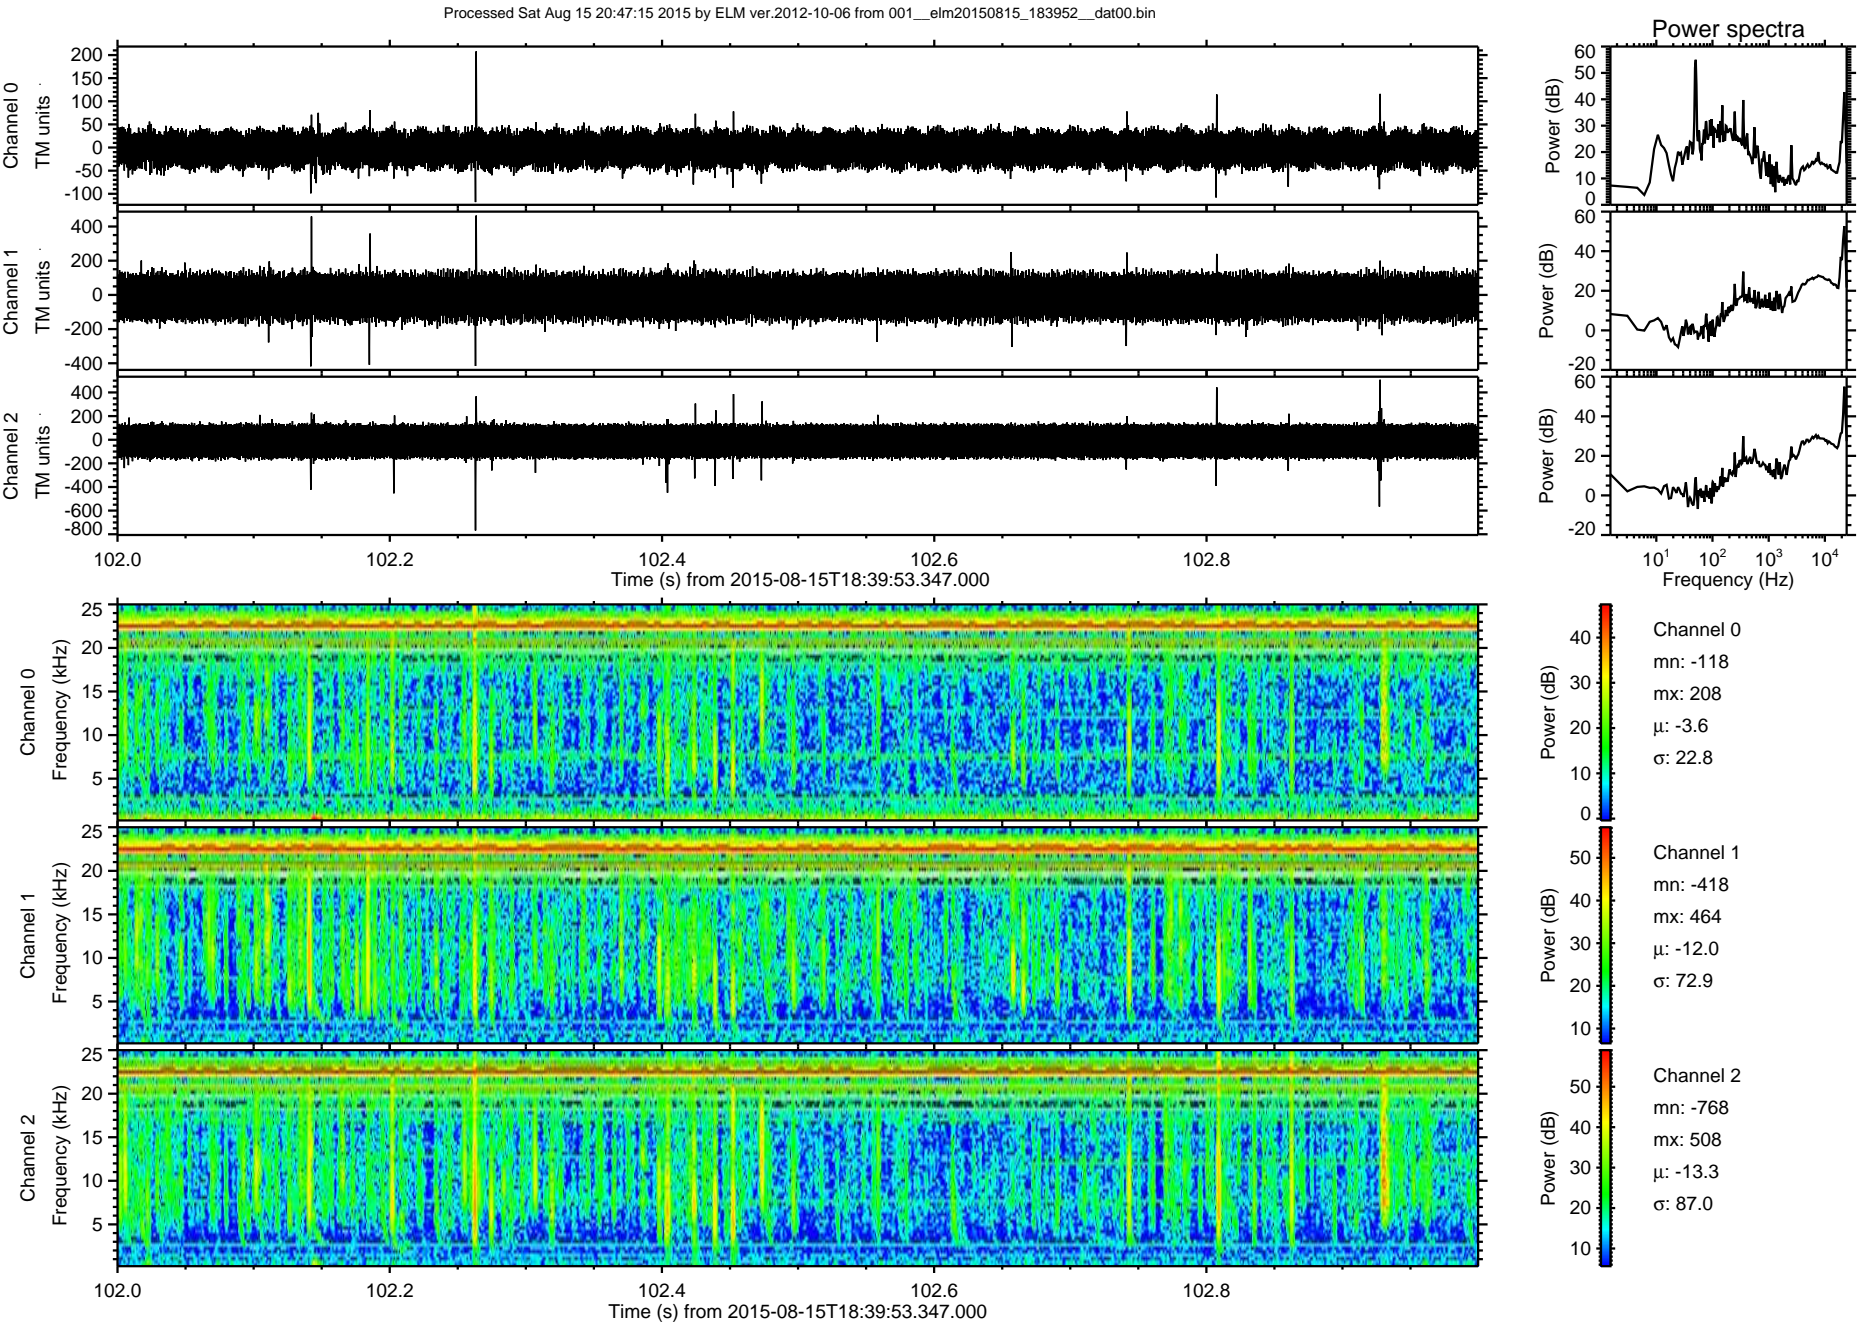 Processed Sat Aug 15 20:47:15 2015 by ELM ver.2012-10-06 from 001__elm20150815_183952__dat00.bin
Power spectra
Channel 0
TM units
200
150
100
50
0
-50
-100
Power (dB)
60
50
40
30
20
10
0
Channel 1
TM units
400
200
0
-200
-400
Power (dB)
60
40
20
0
-20
Channel 2
TM units
400
200
0
-200
-400
-600
-800
Power (dB)
60
40
20
0
-20
102.0 102.2 102.4 102.6 102.8
Time (s) from 2015-08-15T18:39:53.347.000
10^1 10^2 10^3 10^4
Frequency (Hz)
Channel 0
Frequency (kHz)
25
20
15
10
5
Power (dB)
40
30
20
10
0
Channel 0
mn: -118
mx: 208
μ: -3.6
σ: 22.8
Channel 1
Frequency (kHz)
25
20
15
10
5
Power (dB)
50
40
30
20
10
Channel 1
mn: -418
mx: 464
μ: -12.0
σ: 72.9
Channel 2
Frequency (kHz)
25
20
15
10
5
Power (dB)
50
40
30
20
10
Channel 2
mn: -768
mx: 508
μ: -13.3
σ: 87.0
102.0 102.2 102.4 102.6 102.8
Time (s) from 2015-08-15T18:39:53.347.000